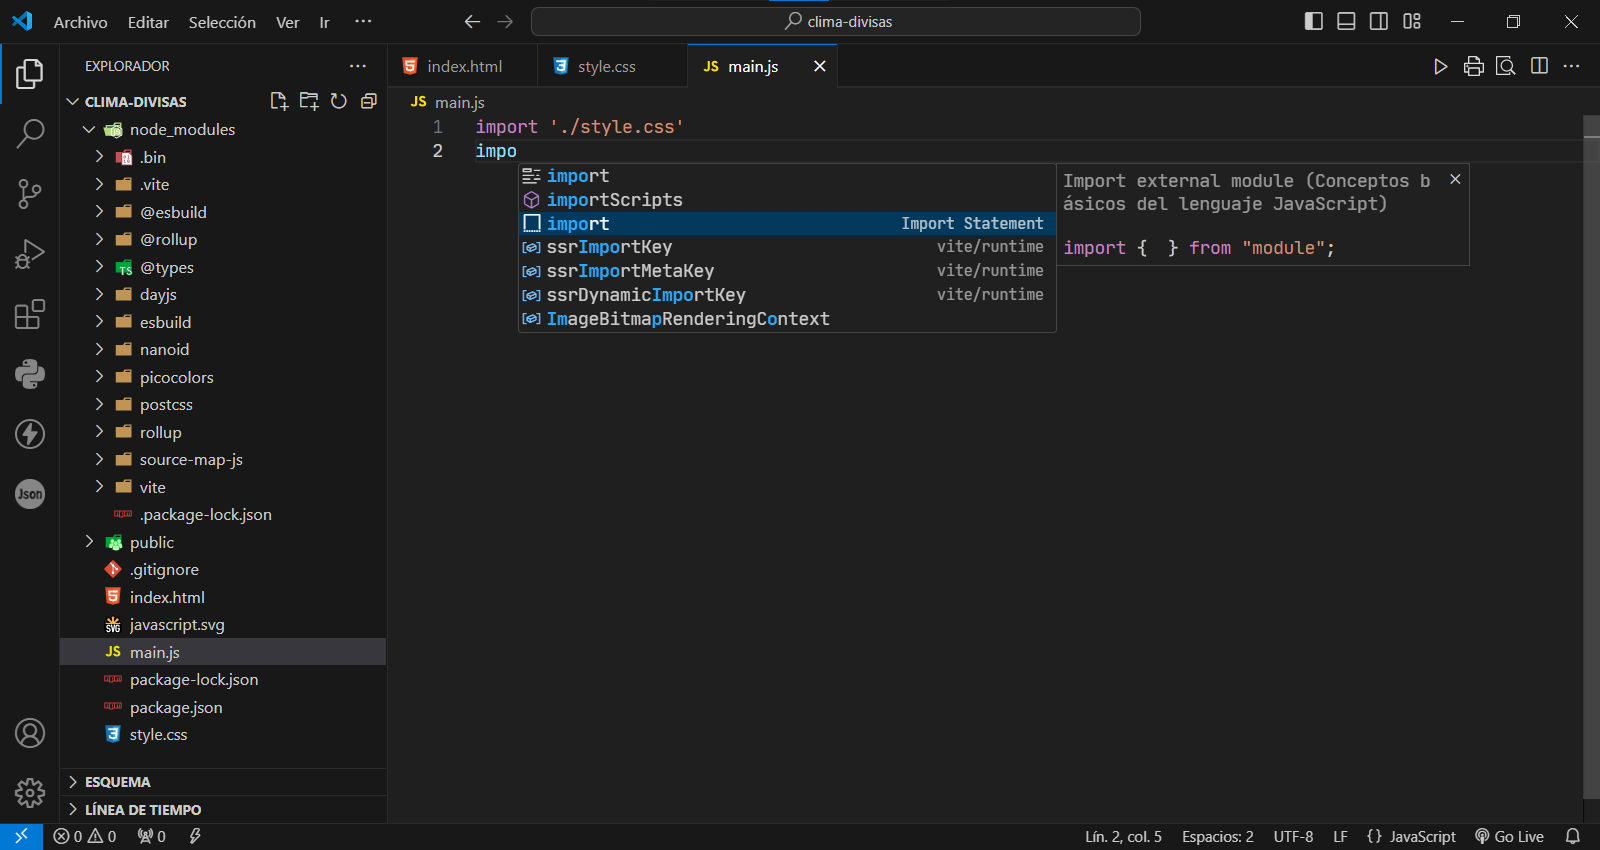 Archivo Editar Selección Ver Ir ···
clima-divisas
EXPLORADOR
CLIMA-DIVISAS
node_modules
.bin
.vite
@esbuild
@rollup
@types
dayjs
esbuild
nanoid
picocolors
postcss
rollup
source-map-js
vite
.package-lock.json
public
.gitignore
index.html
javascript.svg
JS main.js
package-lock.json
package.json
style.css
ESQUEMA
LÍNEA DE TIEMPO
index.html
style.css
JS main.js
JS main.js
1 import './style.css'
2 impo
import
importScripts
import Import Statement
ssrImportKey vite/runtime
ssrImportMetaKey vite/runtime
ssrDynamicImportKey vite/runtime
ImageBitmapRenderingContext
Import external module (Conceptos b
ásicos del lenguaje JavaScript)
import {  } from "module";
Json
0 0 0
Lín. 2, col. 5 Espacios: 2 UTF-8 LF {} JavaScript Go Live